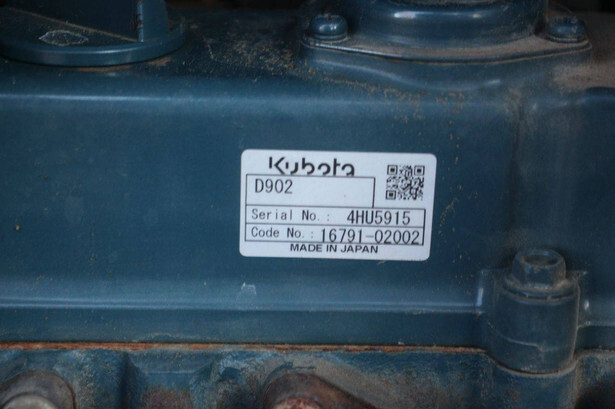 Kubota
D902
Serial No.: 4HU5915
Code No.: 16791-02002
MADE IN JAPAN